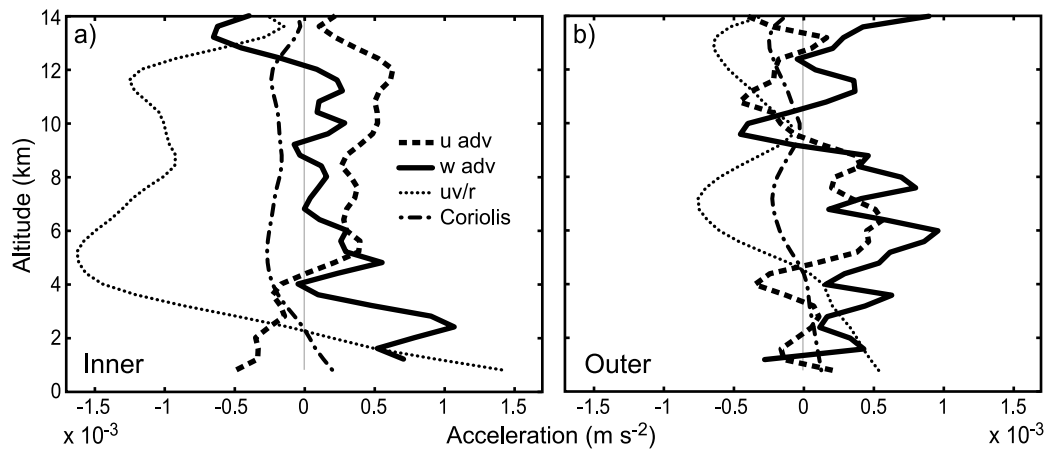 a)
b)
14
12
10
8
6
4
2
0
Altitude (km)
u adv
w adv
uv/r
Coriolis
Inner
Outer
-1.5 -1 -0.5 0 0.5 1 1.5
-1.5 -1 -0.5 0 0.5 1 1.5
x 10-3
Acceleration (m s-2)
x 10-3